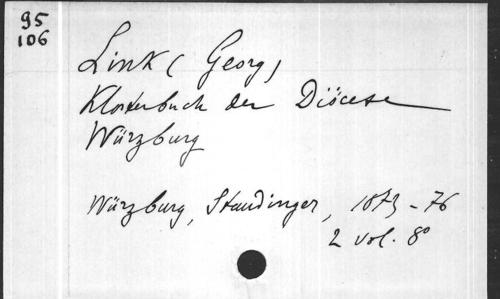 95
106
Link (Georg)
Klosterbuch der Diöcese
Würzburg
Würzburg, Staudinger, 1873-76
2 vol. 8°